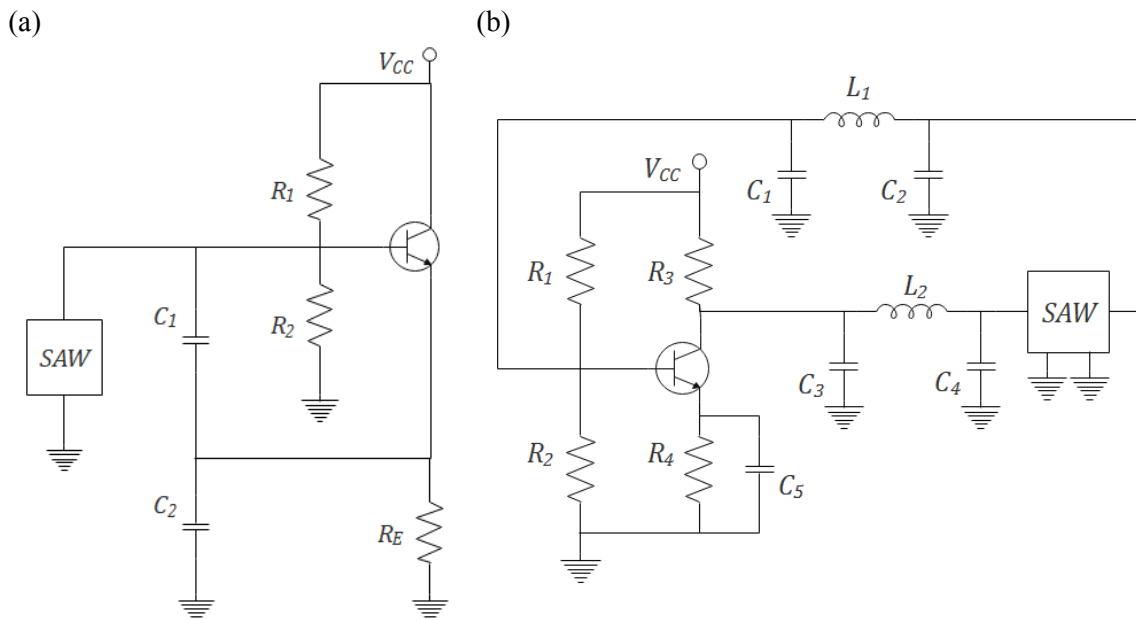 (a)
V_CC
R_1
R_2
C_1
SAW
C_2
R_E
(b)
L_1
C_1
C_2
V_CC
R_1
R_3
L_2
SAW
C_3
C_4
R_2
R_4
C_5